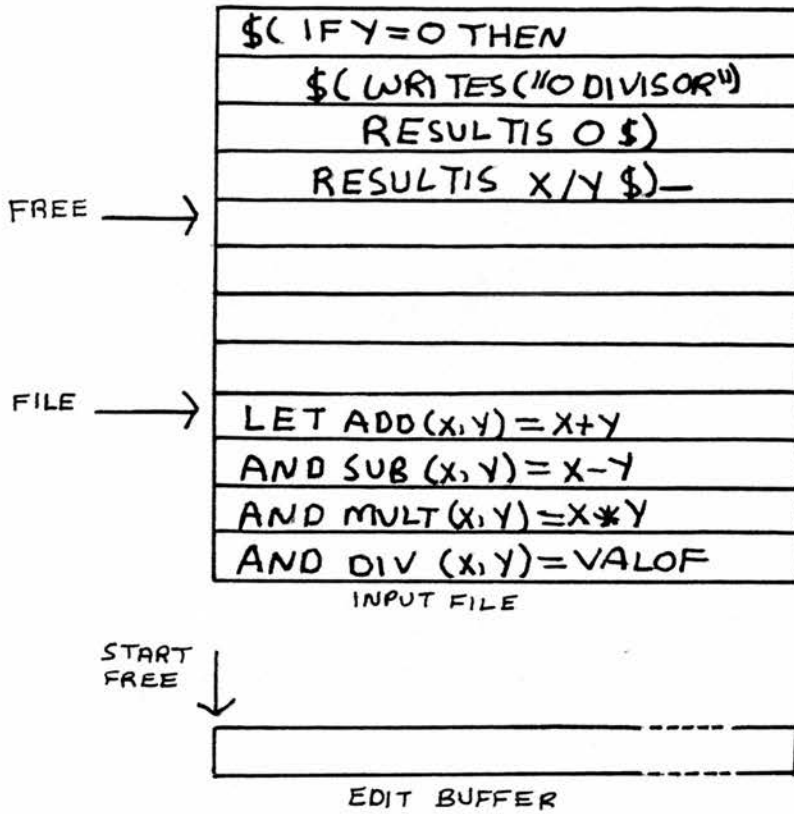 $( IF Y=0 THEN
$( WRITES("0 DIVISOR")
RESULTIS 0 $)
RESULTIS X/Y $)—
FREE
FILE
LET ADD(X,Y)=X+Y
AND SUB (X,Y)=X-Y
AND MULT(X,Y)=X*Y
AND DIV (X,Y)=VALOF
INPUT FILE
START
FREE
EDIT BUFFER